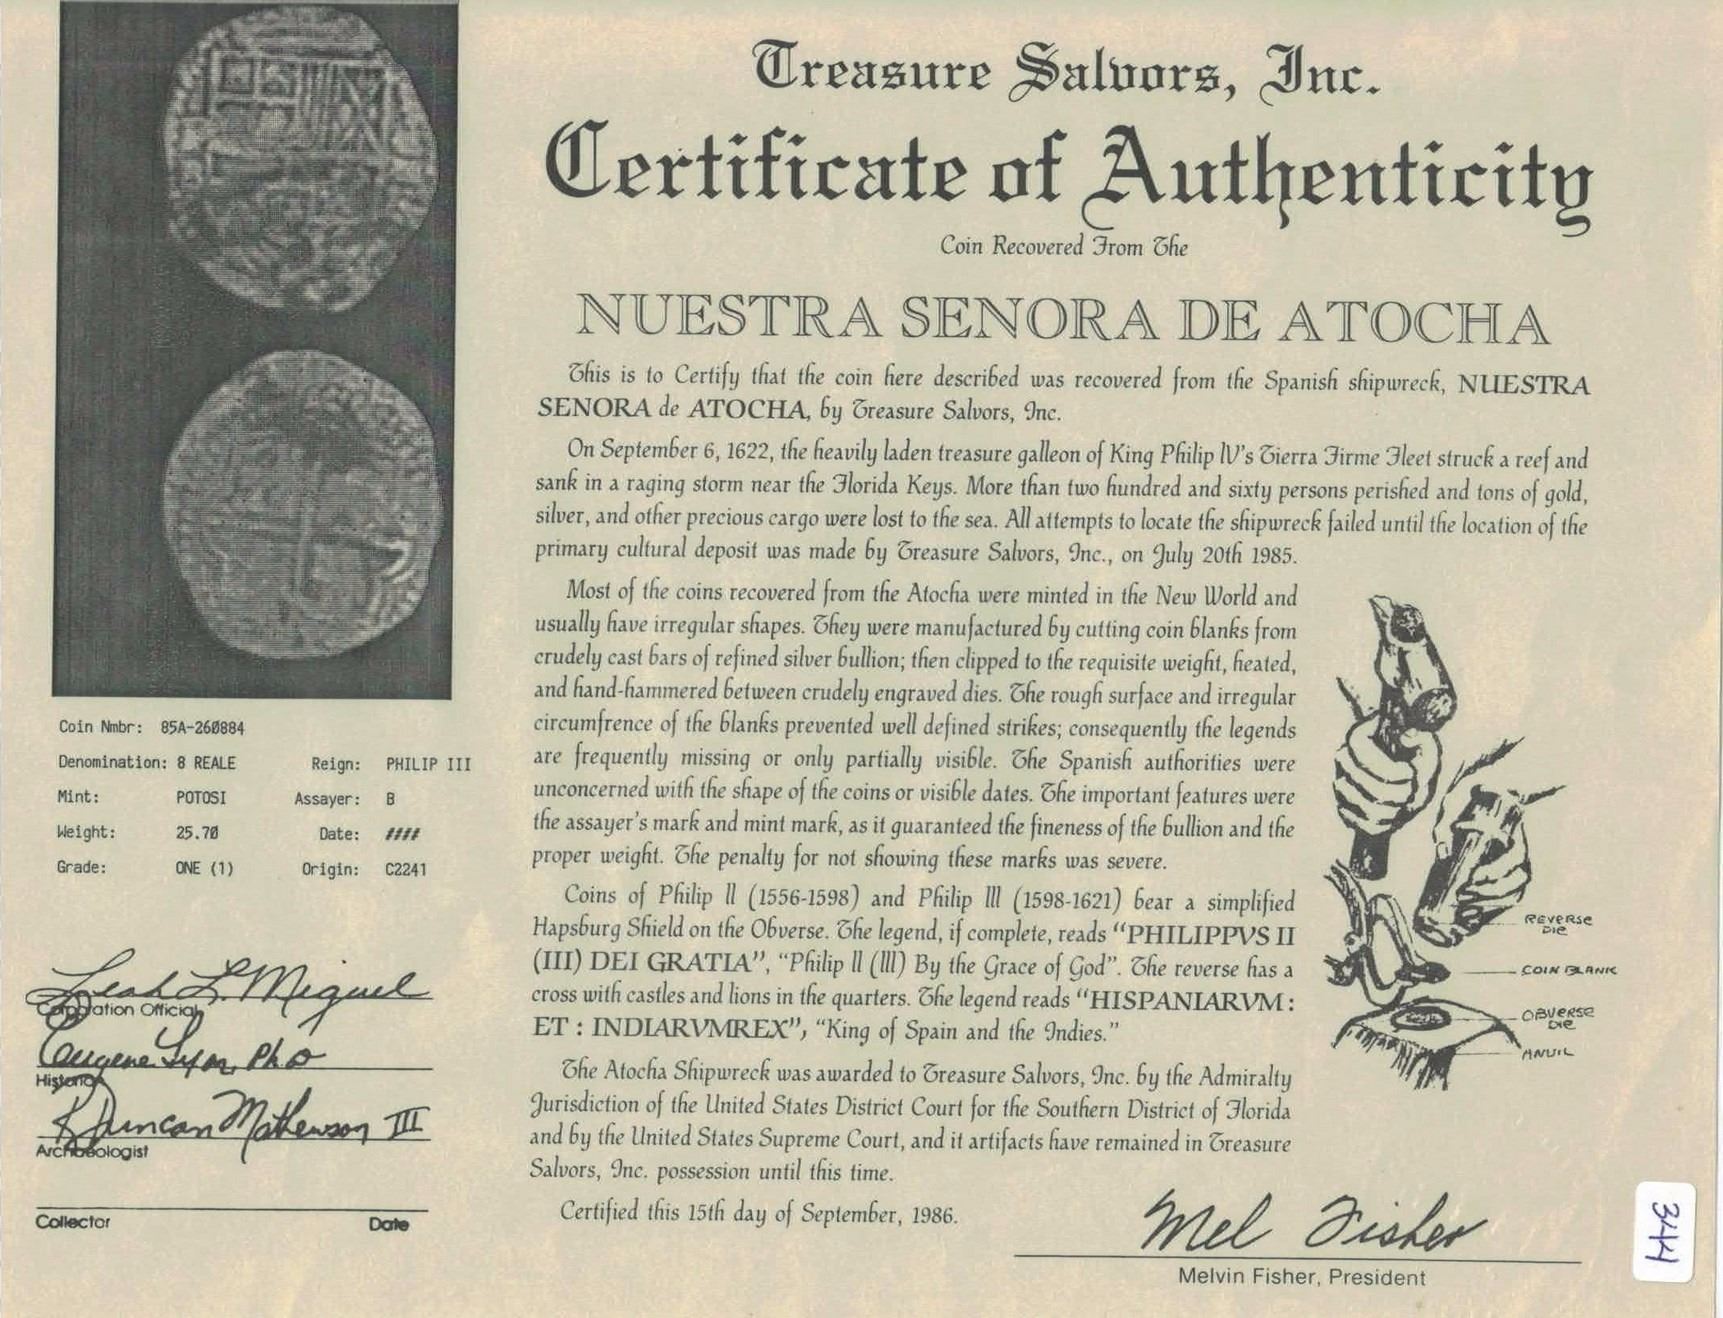 Treasure Salvors, Inc.
Certificate of Authenticity
Coin Recovered From The
NUESTRA SENORA DE ATOCHA
This is to Certify that the coin here described was recovered from the Spanish shipwreck, NUESTRA
SENORA de ATOCHA, by Treasure Salvors, Inc.
On September 6, 1622, the heavily laden treasure galleon of King Philip IV's Tierra Firme Fleet struck a reef and
sank in a raging storm near the Florida Keys. More than two hundred and sixty persons perished and tons of gold,
silver, and other precious cargo were lost to the sea. All attempts to locate the shipwreck failed until the location of the
primary cultural deposit was made by Treasure Salvors, Inc., on July 20th 1985.
Most of the coins recovered from the Atocha were minted in the New World and
usually have irregular shapes. They were manufactured by cutting coin blanks from
crudely cast bars of refined silver bullion; then clipped to the requisite weight, heated,
and hand-hammered between crudely engraved dies. The rough surface and irregular
circumfrence of the blanks prevented well defined strikes; consequently the legends
are frequently missing or only partially visible. The Spanish authorities were
unconcerned with the shape of the coins or visible dates. The important features were
the assayer's mark and mint mark, as it guaranteed the fineness of the bullion and the
proper weight. The penalty for not showing these marks was severe.
Coins of Philip II (1556-1598) and Philip III (1598-1621) bear a simplified
Hapsburg Shield on the Obverse. The legend, if complete, reads "PHILIPPVS II
(III) DEI GRATIA", "Philip II (III) By the Grace of God". The reverse has a
cross with castles and lions in the quarters. The legend reads "HISPANIARVM :
ET : INDIARVMREX", "King of Spain and the Indies."
The Atocha Shipwreck was awarded to Treasure Salvors, Inc. by the Admiralty
Jurisdiction of the United States District Court for the Southern District of Florida
and by the United States Supreme Court, and it artifacts have remained in Treasure
Salvors, Inc. possession until this time.
Certified this 15th day of September, 1986.
Mel Fisher
Melvin Fisher, President
REVERSE
DIE
COIN BLANK
OBVERSE
DIE
ANVIL
Coin Nmbr: 85A-260884
Denomination: 8 REALE Reign: PHILIP III
Mint: POTOSI Assayer: B
Weight: 25.70 Date: ####
Grade: ONE (1) Origin: C2241
Leah L. Miguel
Corporation Official
Eugene Lyon, PhD
Historian
R Duncan Mathewson III
Archaeologist
Collector Date
344